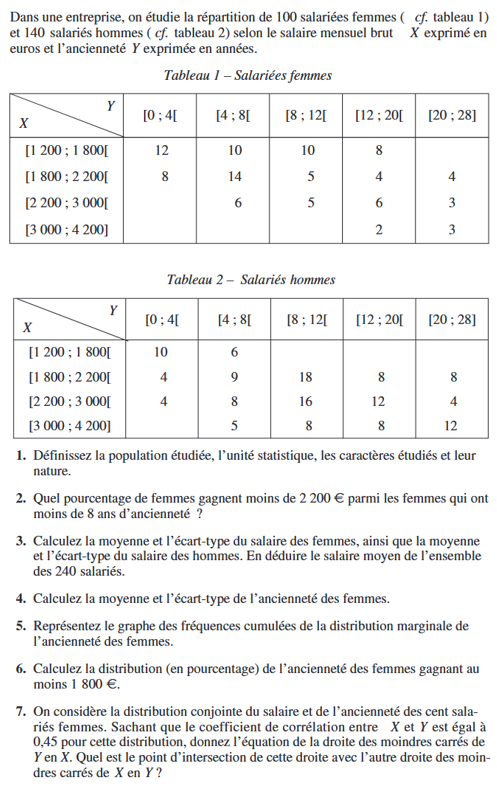 Dans une entreprise, on étudie la répartition de 100 salariées femmes ( cf. tableau 1)
et 140 salariés hommes ( cf. tableau 2) selon le salaire mensuel brut X exprimé en
euros et l'ancienneté Y exprimée en années.
Tableau 1 – Salariées femmes
Y
X
[0 ; 4[ [4 ; 8[ [8 ; 12[ [12 ; 20[ [20 ; 28]
[1 200 ; 1 800[ 12 10 10 8
[1 800 ; 2 200[ 8 14 5 4 4
[2 200 ; 3 000[ 6 5 6 3
[3 000 ; 4 200] 2 3
Tableau 2 – Salariés hommes
Y
X
[0 ; 4[ [4 ; 8[ [8 ; 12[ [12 ; 20[ [20 ; 28]
[1 200 ; 1 800[ 10 6
[1 800 ; 2 200[ 4 9 18 8 8
[2 200 ; 3 000[ 4 8 16 12 4
[3 000 ; 4 200] 5 8 8 12
1. Définissez la population étudiée, l'unité statistique, les caractères étudiés et leur
nature.
2. Quel pourcentage de femmes gagnent moins de 2 200 € parmi les femmes qui ont
moins de 8 ans d'ancienneté ?
3. Calculez la moyenne et l'écart-type du salaire des femmes, ainsi que la moyenne
et l'écart-type du salaire des hommes. En déduire le salaire moyen de l'ensemble
des 240 salariés.
4. Calculez la moyenne et l'écart-type de l'ancienneté des femmes.
5. Représentez le graphe des fréquences cumulées de la distribution marginale de
l'ancienneté des femmes.
6. Calculez la distribution (en pourcentage) de l'ancienneté des femmes gagnant au
moins 1 800 €.
7. On considère la distribution conjointe du salaire et de l'ancienneté des cent sala-
riés femmes. Sachant que le coefficient de corrélation entre X et Y est égal à
0,45 pour cette distribution, donnez l'équation de la droite des moindres carrés de
Y en X. Quel est le point d'intersection de cette droite avec l'autre droite des moin-
dres carrés de X en Y ?